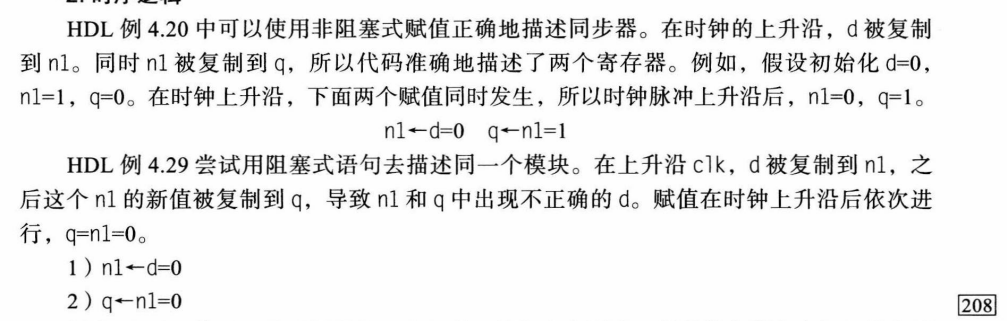 HDL 例 4.20 中可以使用非阻塞式赋值正确地描述同步器。在时钟的上升沿，d 被复制
到 n1。同时 n1 被复制到 q，所以代码准确地描述了两个寄存器。例如，假设初始化 d=0，
n1=1，q=0。在时钟上升沿，下面两个赋值同时发生，所以时钟脉冲上升沿后，n1=0，q=1。
n1←d=0 q←n1=1
HDL 例 4.29 尝试用阻塞式语句去描述同一个模块。在上升沿 clk，d 被复制到 n1，之
后这个 n1 的新值被复制到 q，导致 n1 和 q 中出现不正确的 d。赋值在时钟上升沿后依次进
行，q=n1=0。
1）n1←d=0
2）q←n1=0
208